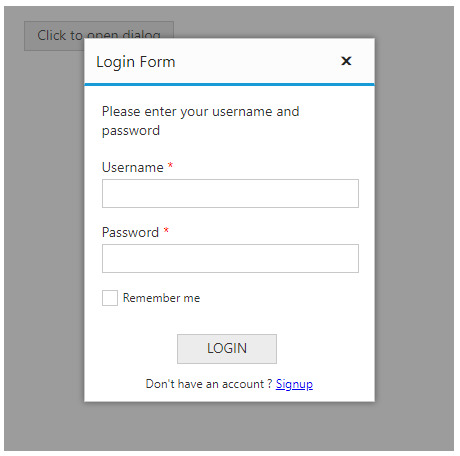 Click to open dialog
Login Form
Please enter your username and
password
Username *
Password *
Remember me
LOGIN
Don't have an account ? Signup